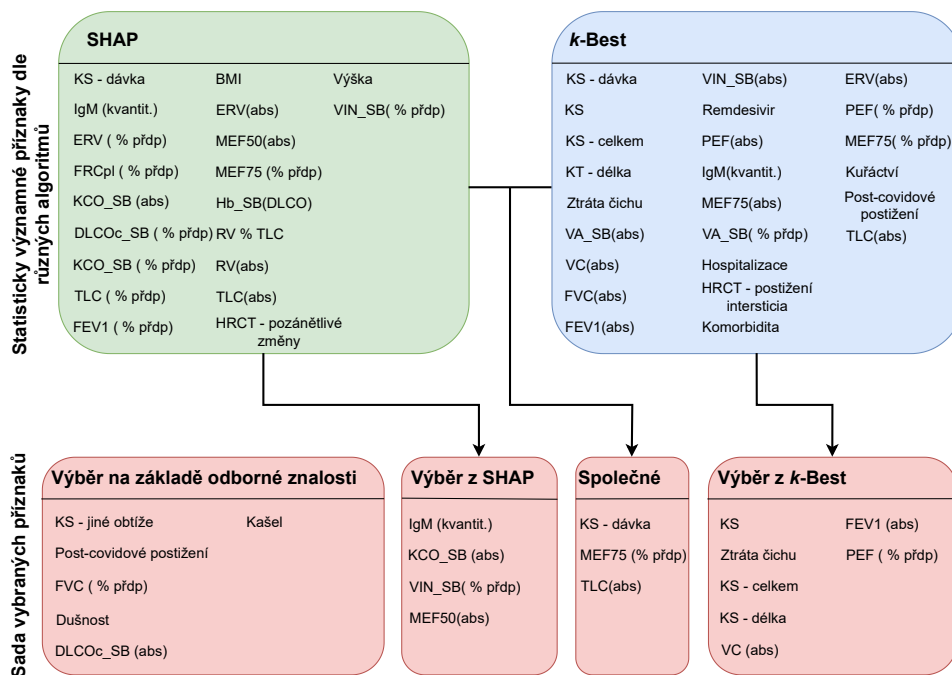 Statisticky významné příznaky dle
různých algoritmů
SHAP
KS - dávka
IgM (kvantit.)
ERV ( % přdp)
FRCpl ( % přdp)
KCO_SB (abs)
DLCOc_SB ( % přdp)
KCO_SB ( % přdp)
TLC ( % přdp)
FEV1 ( % přdp)
BMI
ERV(abs)
MEF50(abs)
MEF75 (% přdp)
Hb_SB(DLCO)
RV % TLC
RV(abs)
TLC(abs)
HRCT - pozánětlivé
změny
Výška
VIN_SB( % přdp)
k-Best
KS - dávka
KS
KS - celkem
KT - délka
Ztráta čichu
VA_SB(abs)
VC(abs)
FVC(abs)
FEV1(abs)
VIN_SB(abs)
Remdesivir
PEF(abs)
IgM(kvantit.)
MEF75(abs)
VA_SB( % přdp)
Hospitalizace
HRCT - postižení
intersticia
Komorbidita
ERV(abs)
PEF( % přdp)
MEF75( % přdp)
Kuřáctví
Post-covidové
postižení
TLC(abs)
Sada vybraných příznaků
Výběr na základě odborné znalosti
KS - jiné obtíže
Post-covidové postižení
FVC ( % přdp)
Dušnost
DLCOc_SB (abs)
Kašel
Výběr z SHAP
IgM (kvantit.)
KCO_SB (abs)
VIN_SB( % přdp)
MEF50(abs)
Společné
KS - dávka
MEF75 (% přdp)
TLC(abs)
Výběr z k-Best
KS
Ztráta čichu
KS - celkem
KS - délka
VC (abs)
FEV1 (abs)
PEF ( % přdp)